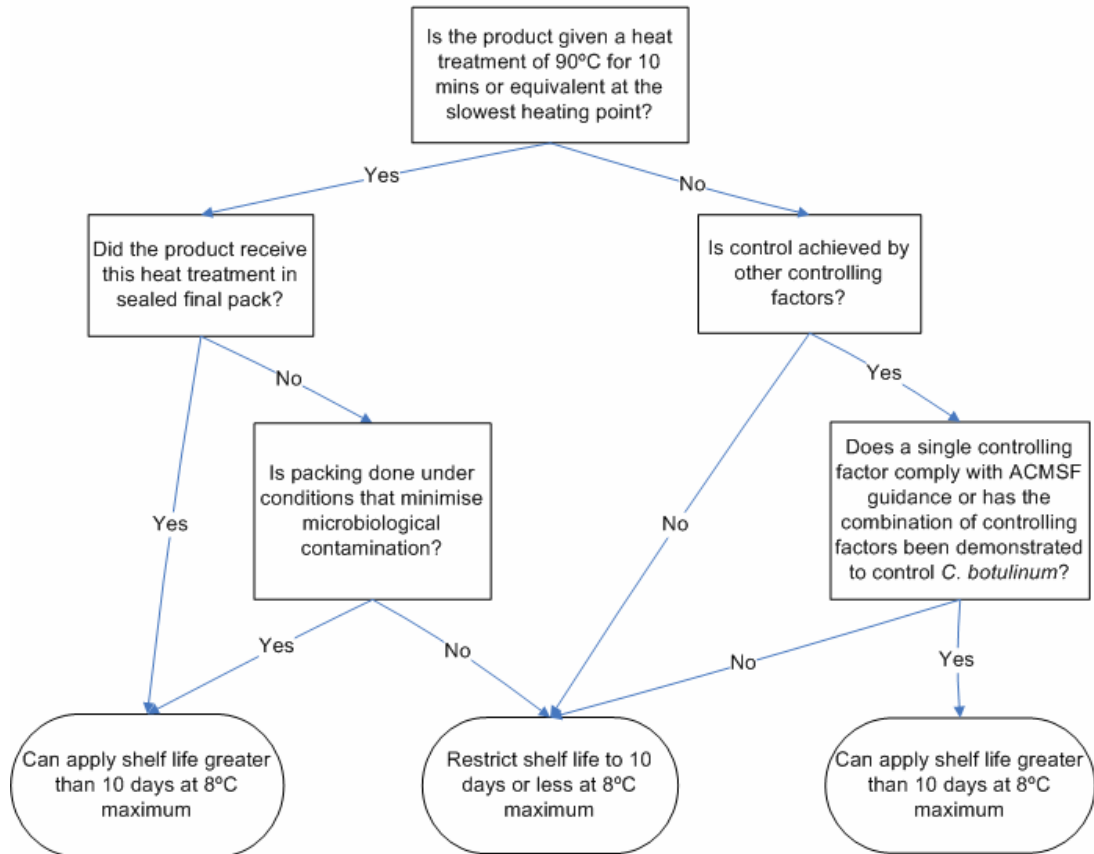 Is the product given a heat
treatment of 90ºC for 10
mins or equivalent at the
slowest heating point?
Yes
No
Did the product receive
this heat treatment in
sealed final pack?
Is control achieved by
other controlling
factors?
No
Yes
Is packing done under
conditions that minimise
microbiological
contamination?
Does a single controlling
factor comply with ACMSF
guidance or has the
combination of controlling
factors been demonstrated
to control C. botulinum?
Yes
No
Yes
No
No
Yes
Can apply shelf life greater
than 10 days at 8ºC
maximum
Restrict shelf life to 10
days or less at 8ºC
maximum
Can apply shelf life greater
than 10 days at 8ºC
maximum